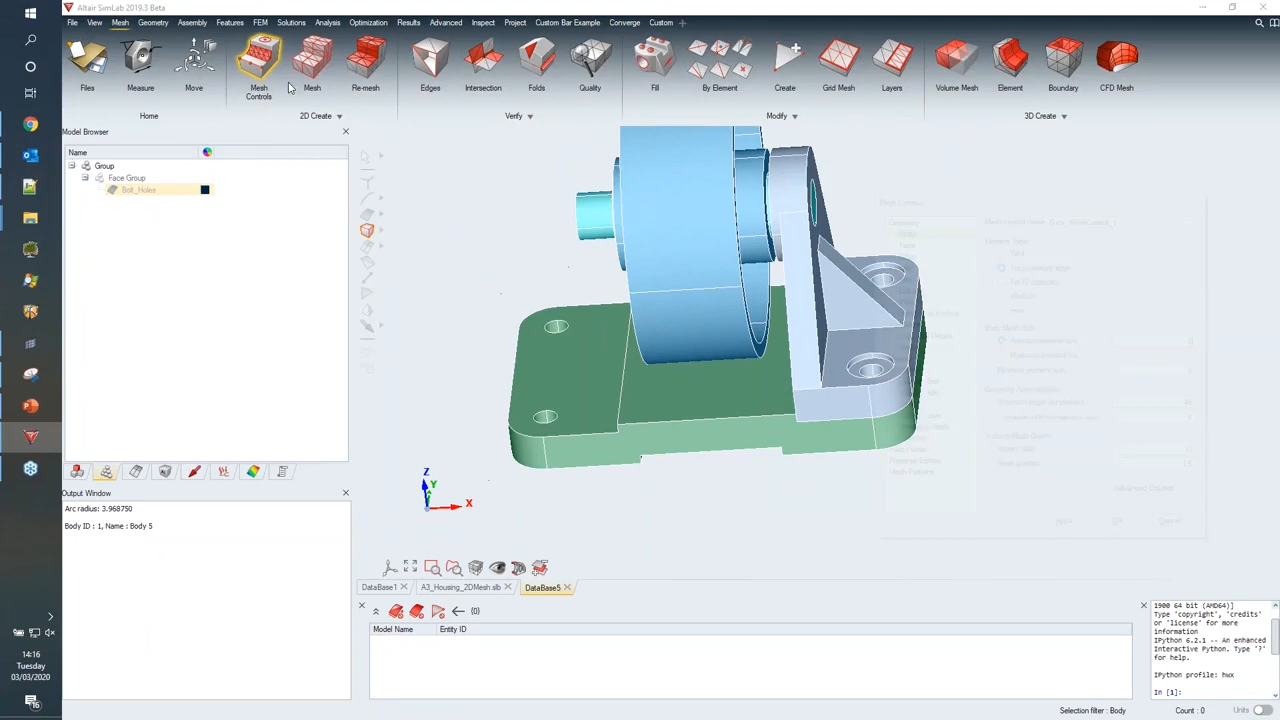 Altair SimLab 2019.3 Beta
File View Mesh Geometry Assembly Features FEM Solutions Analysis Optimization Results Advanced Inspect Project Custom Bar Example Converge Custom
Files Measure Move Mesh Controls Mesh Re-mesh Edges Intersection Folds Quality Fill By Element Create Grid Mesh Layers Volume Mesh Element Boundary CFD Mesh
Home 2D Create Verify Modify 3D Create
Model Browser
Name
Group
Face Group
Bolt_Holes
Z
Y
X
Output Window
Arc radius: 3.968750
Body ID : 1, Name : Body 5
DataBase1 A3_Housing_2DMesh.slb DataBase5
(0)
Model Name Entity ID
1900 64 bit (AMD64)]
Type 'copyright', 'credits'
or 'license' for more
information
IPython 6.2.1 -- An enhanced
Interactive Python. Type '?'
for help.
IPython profile: hwx
In [1]:
Selection filter : Body Count : 0 Units
14:16
Tuesday
03/03/2020
16